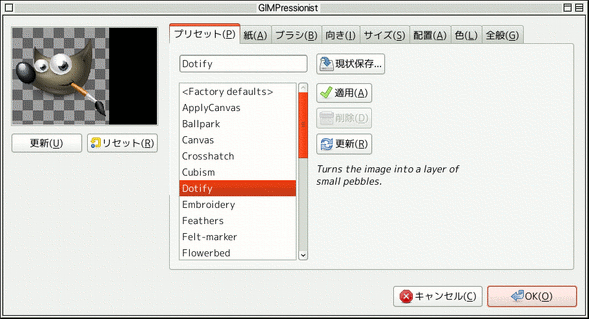 GIMPressionist
プリセット(P)
紙(A)
ブラシ(B)
向き(I)
サイズ(S)
配置(A)
色(L)
全般(G)
Dotify
現状保存...
<Factory defaults>
ApplyCanvas
Ballpark
Canvas
Crosshatch
Cubism
Dotify
Embroidery
Feathers
Felt-marker
Flowerbed
適用(A)
削除(D)
更新(R)
Turns the image into a layer of
small pebbles.
更新(U)
リセット(R)
キャンセル(C)
OK(O)